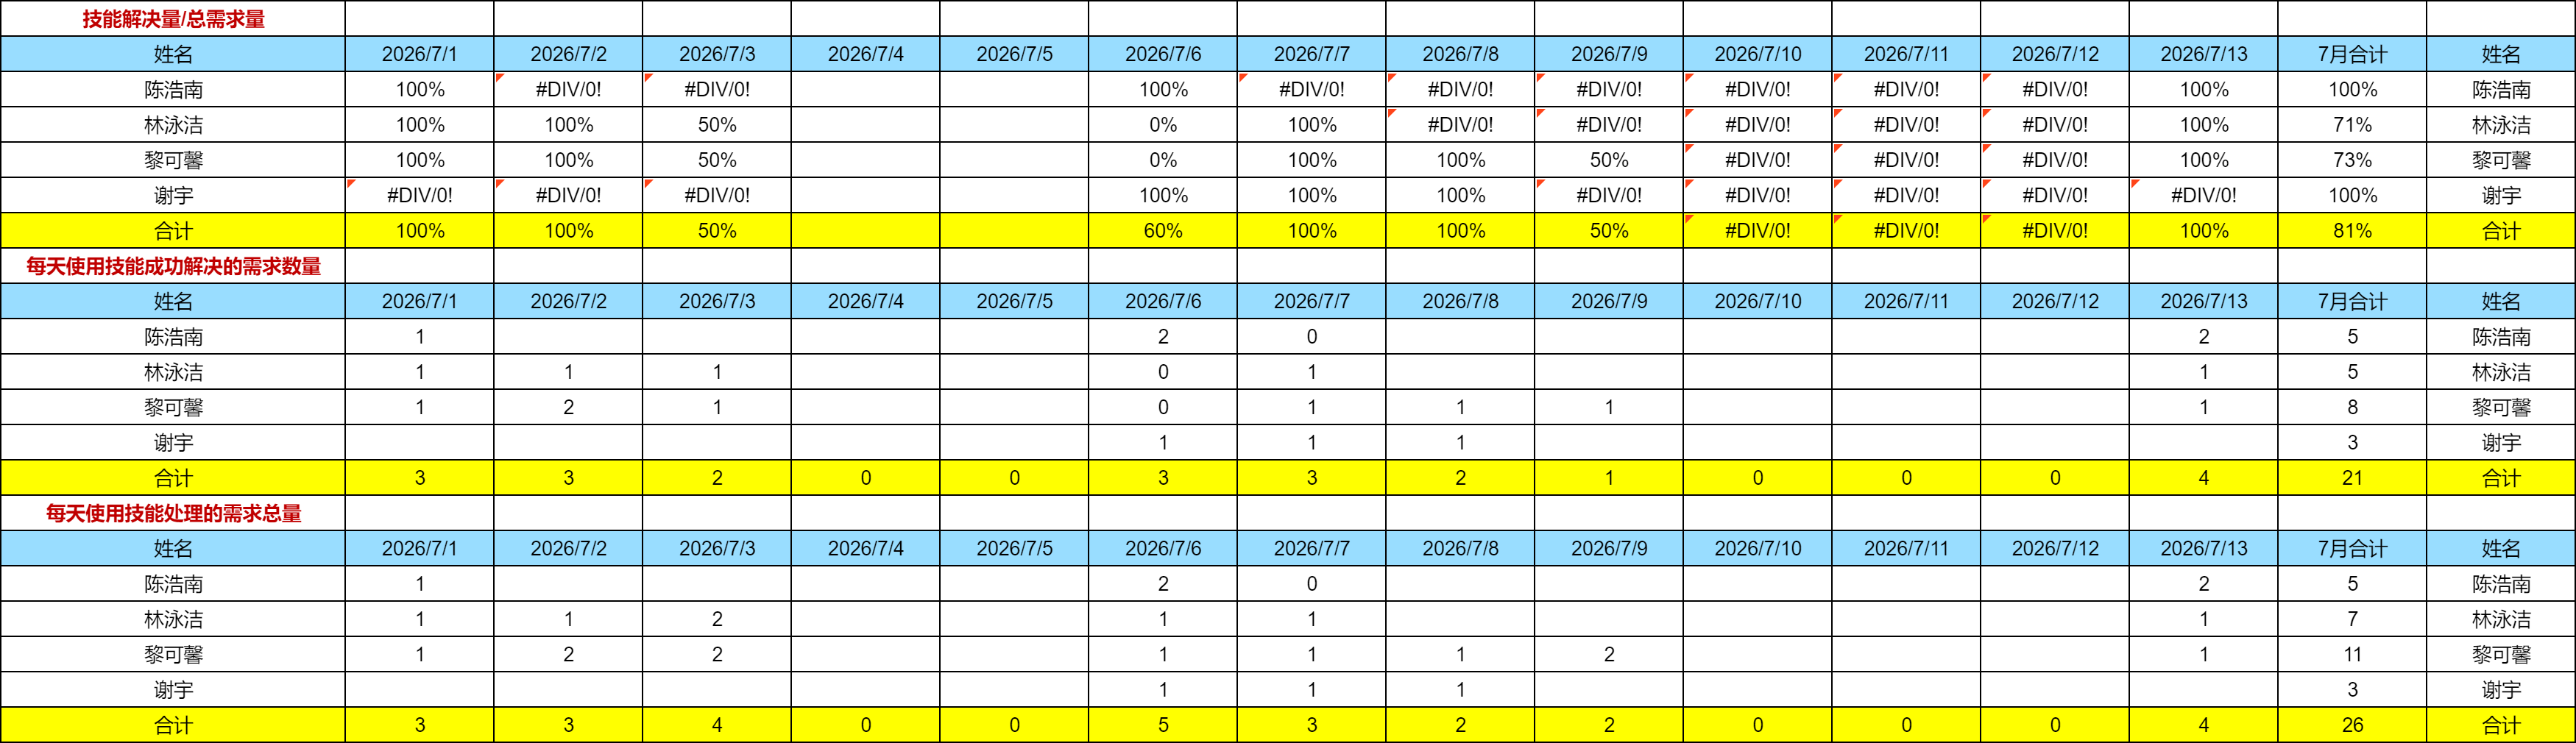 技能解决量/总需求量
姓名 2026/7/1 2026/7/2 2026/7/3 2026/7/4 2026/7/5 2026/7/6 2026/7/7 2026/7/8 2026/7/9 2026/7/10 2026/7/11 2026/7/12 2026/7/13 7月合计 姓名
陈浩南 100% #DIV/0! #DIV/0! 100% #DIV/0! #DIV/0! #DIV/0! #DIV/0! #DIV/0! #DIV/0! 100% 100% 陈浩南
林泳洁 100% 100% 50% 0% 100% #DIV/0! #DIV/0! #DIV/0! #DIV/0! #DIV/0! 100% 71% 林泳洁
黎可馨 100% 100% 50% 0% 100% 100% 50% #DIV/0! #DIV/0! #DIV/0! 100% 73% 黎可馨
谢宇 #DIV/0! #DIV/0! #DIV/0! 100% 100% 100% #DIV/0! #DIV/0! #DIV/0! #DIV/0! #DIV/0! 100% 谢宇
合计 100% 100% 50% 60% 100% 100% 50% #DIV/0! #DIV/0! #DIV/0! 100% 81% 合计
每天使用技能成功解决的需求数量
姓名 2026/7/1 2026/7/2 2026/7/3 2026/7/4 2026/7/5 2026/7/6 2026/7/7 2026/7/8 2026/7/9 2026/7/10 2026/7/11 2026/7/12 2026/7/13 7月合计 姓名
陈浩南 1 2 0 2 5 陈浩南
林泳洁 1 1 1 0 1 1 5 林泳洁
黎可馨 1 2 1 0 1 1 1 1 8 黎可馨
谢宇 1 1 1 3 谢宇
合计 3 3 2 0 0 3 3 2 1 0 0 0 4 21 合计
每天使用技能处理的需求总量
姓名 2026/7/1 2026/7/2 2026/7/3 2026/7/4 2026/7/5 2026/7/6 2026/7/7 2026/7/8 2026/7/9 2026/7/10 2026/7/11 2026/7/12 2026/7/13 7月合计 姓名
陈浩南 1 2 0 2 5 陈浩南
林泳洁 1 1 2 1 1 1 7 林泳洁
黎可馨 1 2 2 1 1 1 2 1 11 黎可馨
谢宇 1 1 1 3 谢宇
合计 3 3 4 0 0 5 3 2 2 0 0 0 4 26 合计